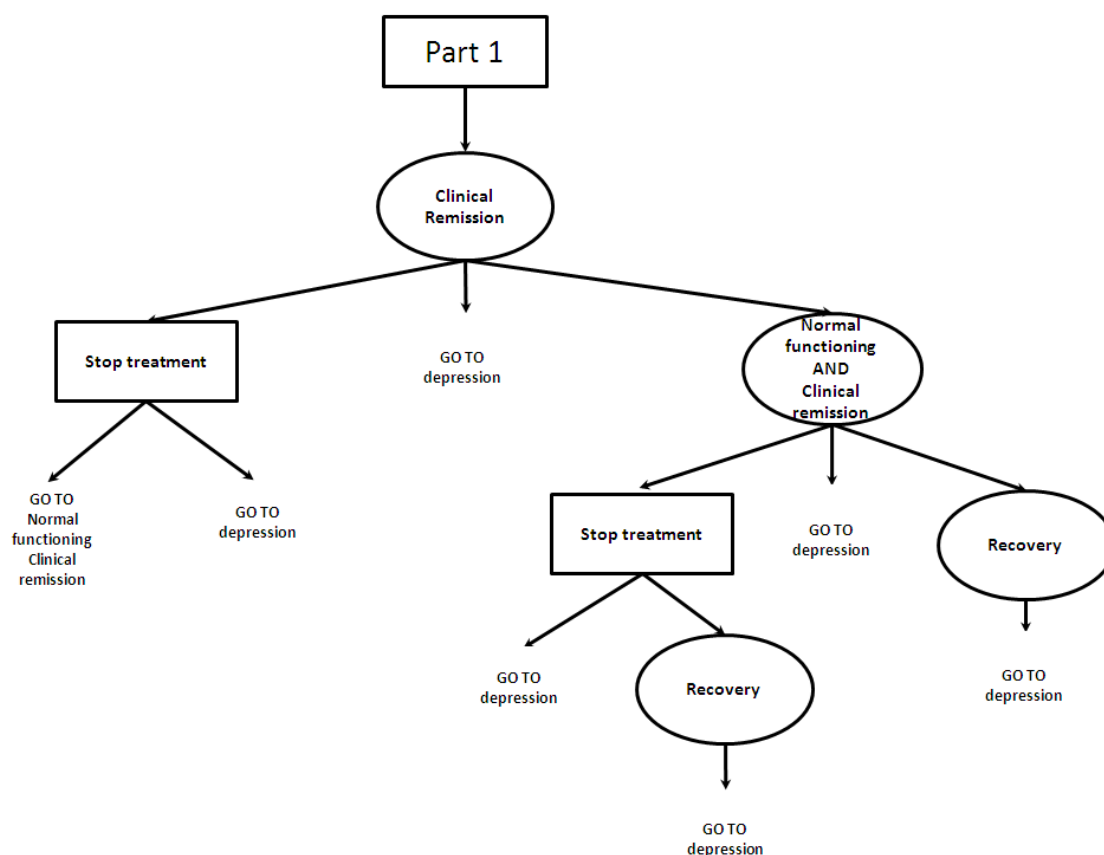 Part 1
Clinical
Remission
Stop treatment
GO TO
depression
Normal
functioning
AND
Clinical
remission
GO TO
Normal
functioning
Clinical
remission
GO TO
depression
Stop treatment
GO TO
depression
Recovery
GO TO
depression
Recovery
GO TO
depression
GO TO
depression